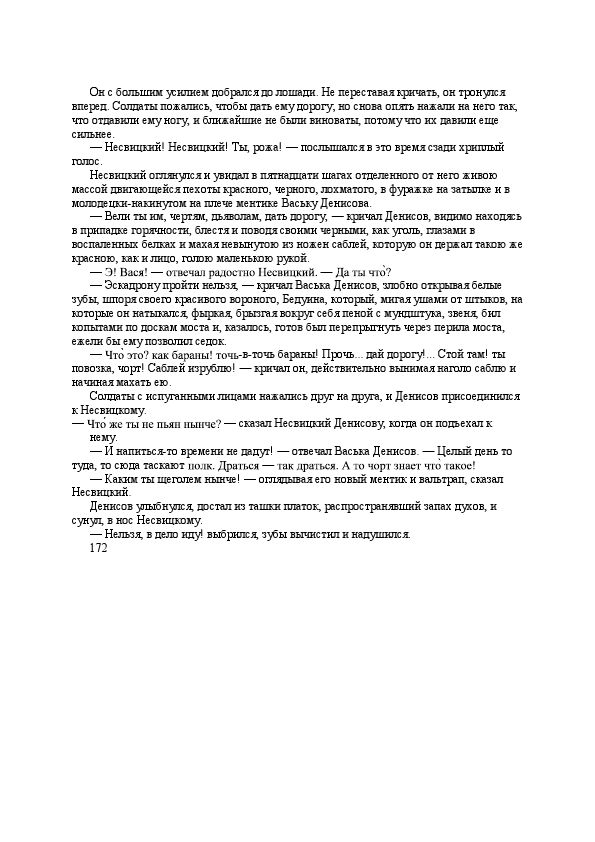 Он с большим усилием добрался до лошади. Не переставая кричать, он тронулся
вперед. Солдаты пожались, чтобы дать ему дорогу, но снова опять нажали на него так,
что отдавили ему ногу, и ближайшие не были виноваты, потому что их давили еще
сильнее.
— Несвицкий! Несвицкий! Ты, рожа! — послышался в это время сзади хриплый
голос.
Несвицкий оглянулся и увидал в пятнадцати шагах отделенного от него живою
массой двигающейся пехоты красного, черного, лохматого, в фуражке на затылке и в
молодецки-накинутом на плече ментике Ваську Денисова.
— Вели ты им, чертям, дьяволам, дать дорогу, — кричал Денисов, видимо находясь
в припадке горячности, блестя и поводя своими черными, как уголь, глазами в
воспаленных белках и махая невынутою из ножен саблей, которую он держал такою же
красною, как и лицо, голою маленькою рукой.
— Э! Вася! — отвечал радостно Несвицкий. — Да ты что̀?
— Эскадрону пройти нельзя, — кричал Васька Денисов, злобно открывая белые
зубы, шпоря своего красивого вороного, Бедуина, который, мигая ушами от штыков, на
которые он натыкался, фыркая, брызгая вокруг себя пеной с мундштука, звеня, бил
копытами по доскам моста и, казалось, готов был перепрыгнуть через перила моста,
ежели бы ему позволил седок.
— Что̀ это? как бараны! точь-в-точь бараны! Прочь... дай дорогу!... Стой там! ты
повозка, чорт! Саблей изрублю! — кричал он, действительно вынимая наголо саблю и
начиная махать ею.
Солдаты с испуганными лицами нажались друг на друга, и Денисов присоединился
к Несвицкому.
— Что̀ же ты не пьян нынче? — сказал Несвицкий Денисову, когда он подъехал к
нему.
— И напиться-то времени не дадут! — отвечал Васька Денисов. — Целый день то
туда, то сюда таскают полк. Драться — так драться. А то чорт знает что̀ такое!
— Каким ты щеголем нынче! — оглядывая его новый ментик и вальтрап, сказал
Несвицкий.
Денисов улыбнулся, достал из ташки платок, распространявший запах духов, и
сунул, в нос Несвицкому.
— Нельзя, в дело иду! выбрился, зубы вычистил и надушился.
172